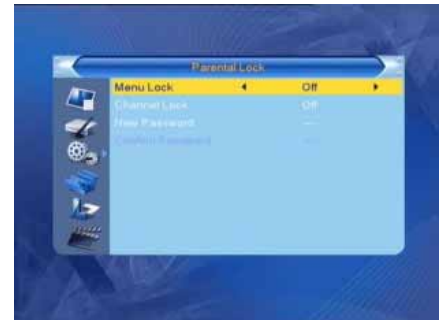 Parental Lock
Menu Lock Off
Channel Lock Off
New Password ---
Confirm Password ---